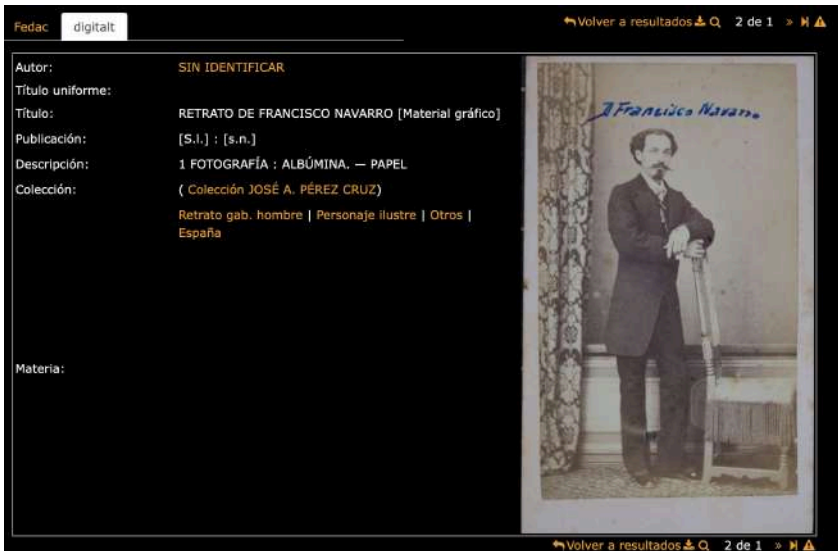 Fedac digitalt
Volver a resultados 2 de 1 »
Autor: SIN IDENTIFICAR
Título uniforme:
Título: RETRATO DE FRANCISCO NAVARRO [Material gráfico]
Publicación: [S.l.] : [s.n.]
Descripción: 1 FOTOGRAFÍA : ALBÚMINA. — PAPEL
Colección: ( Colección JOSÉ A. PÉREZ CRUZ)
Retrato gab. hombre | Personaje ilustre | Otros |
España
Materia:
D Francisco Navarro
Volver a resultados 2 de 1 »